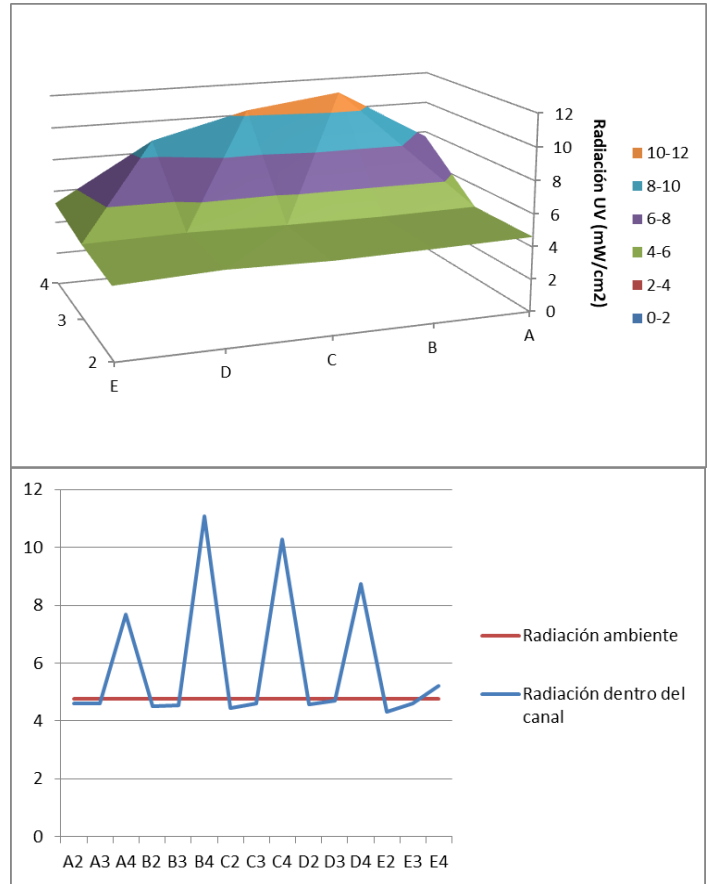 12
10
8
6
4
2
0
Radiación UV (mW/cm2)
10-12
8-10
6-8
4-6
2-4
0-2
4
3
2
E
D
C
B
A
12
10
8
6
4
2
0
A2 A3 A4 B2 B3 B4 C2 C3 C4 D2 D3 D4 E2 E3 E4
Radiación ambiente
Radiación dentro del
canal